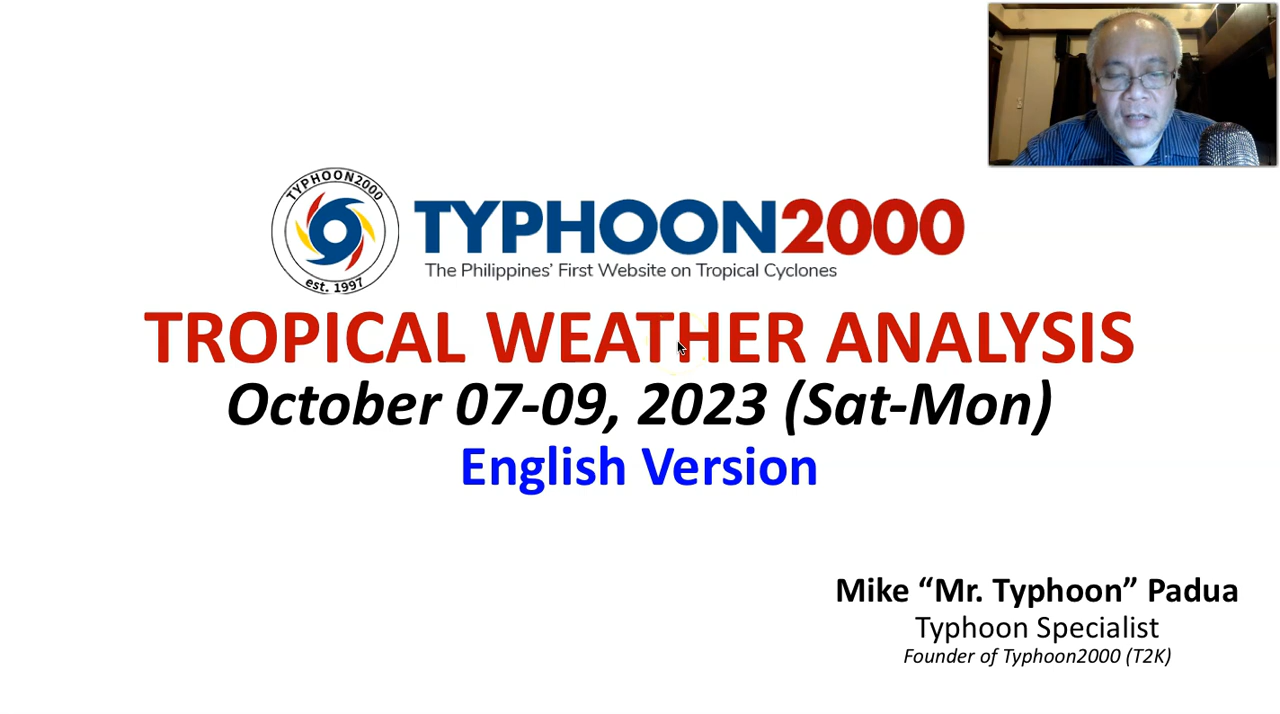 TYPHOON2000
est. 1997
TYPHOON2000
The Philippines' First Website on Tropical Cyclones
TROPICAL WEATHER ANALYSIS
October 07-09, 2023 (Sat-Mon)
English Version
Mike “Mr. Typhoon” Padua
Typhoon Specialist
Founder of Typhoon2000 (T2K)